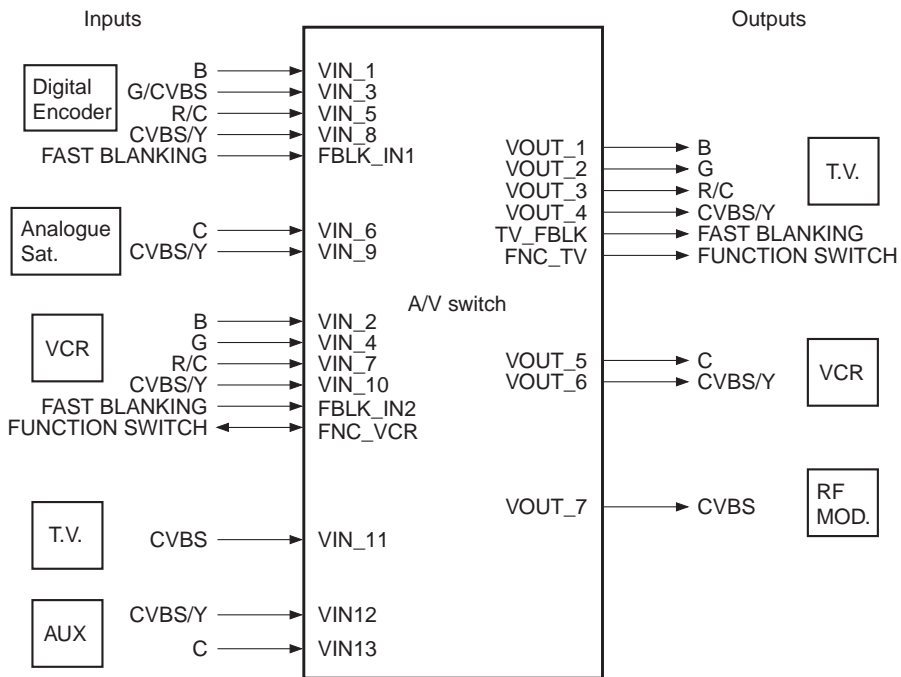 Inputs
Outputs
Digital
Encoder
B
VIN_1
G/CVBS
VIN_3
R/C
VIN_5
CVBS/Y
VIN_8
FAST BLANKING
FBLK_IN1
Analogue
Sat.
C
VIN_6
CVBS/Y
VIN_9
VCR
B
VIN_2
G
VIN_4
R/C
VIN_7
CVBS/Y
VIN_10
FAST BLANKING
FBLK_IN2
FUNCTION SWITCH
FNC_VCR
T.V.
CVBS
VIN_11
AUX
CVBS/Y
VIN12
C
VIN13
A/V switch
VOUT_1
B
VOUT_2
G
VOUT_3
R/C
VOUT_4
CVBS/Y
TV_FBLK
FAST BLANKING
FNC_TV
FUNCTION SWITCH
T.V.
VOUT_5
C
VOUT_6
CVBS/Y
VCR
VOUT_7
CVBS
RF
MOD.